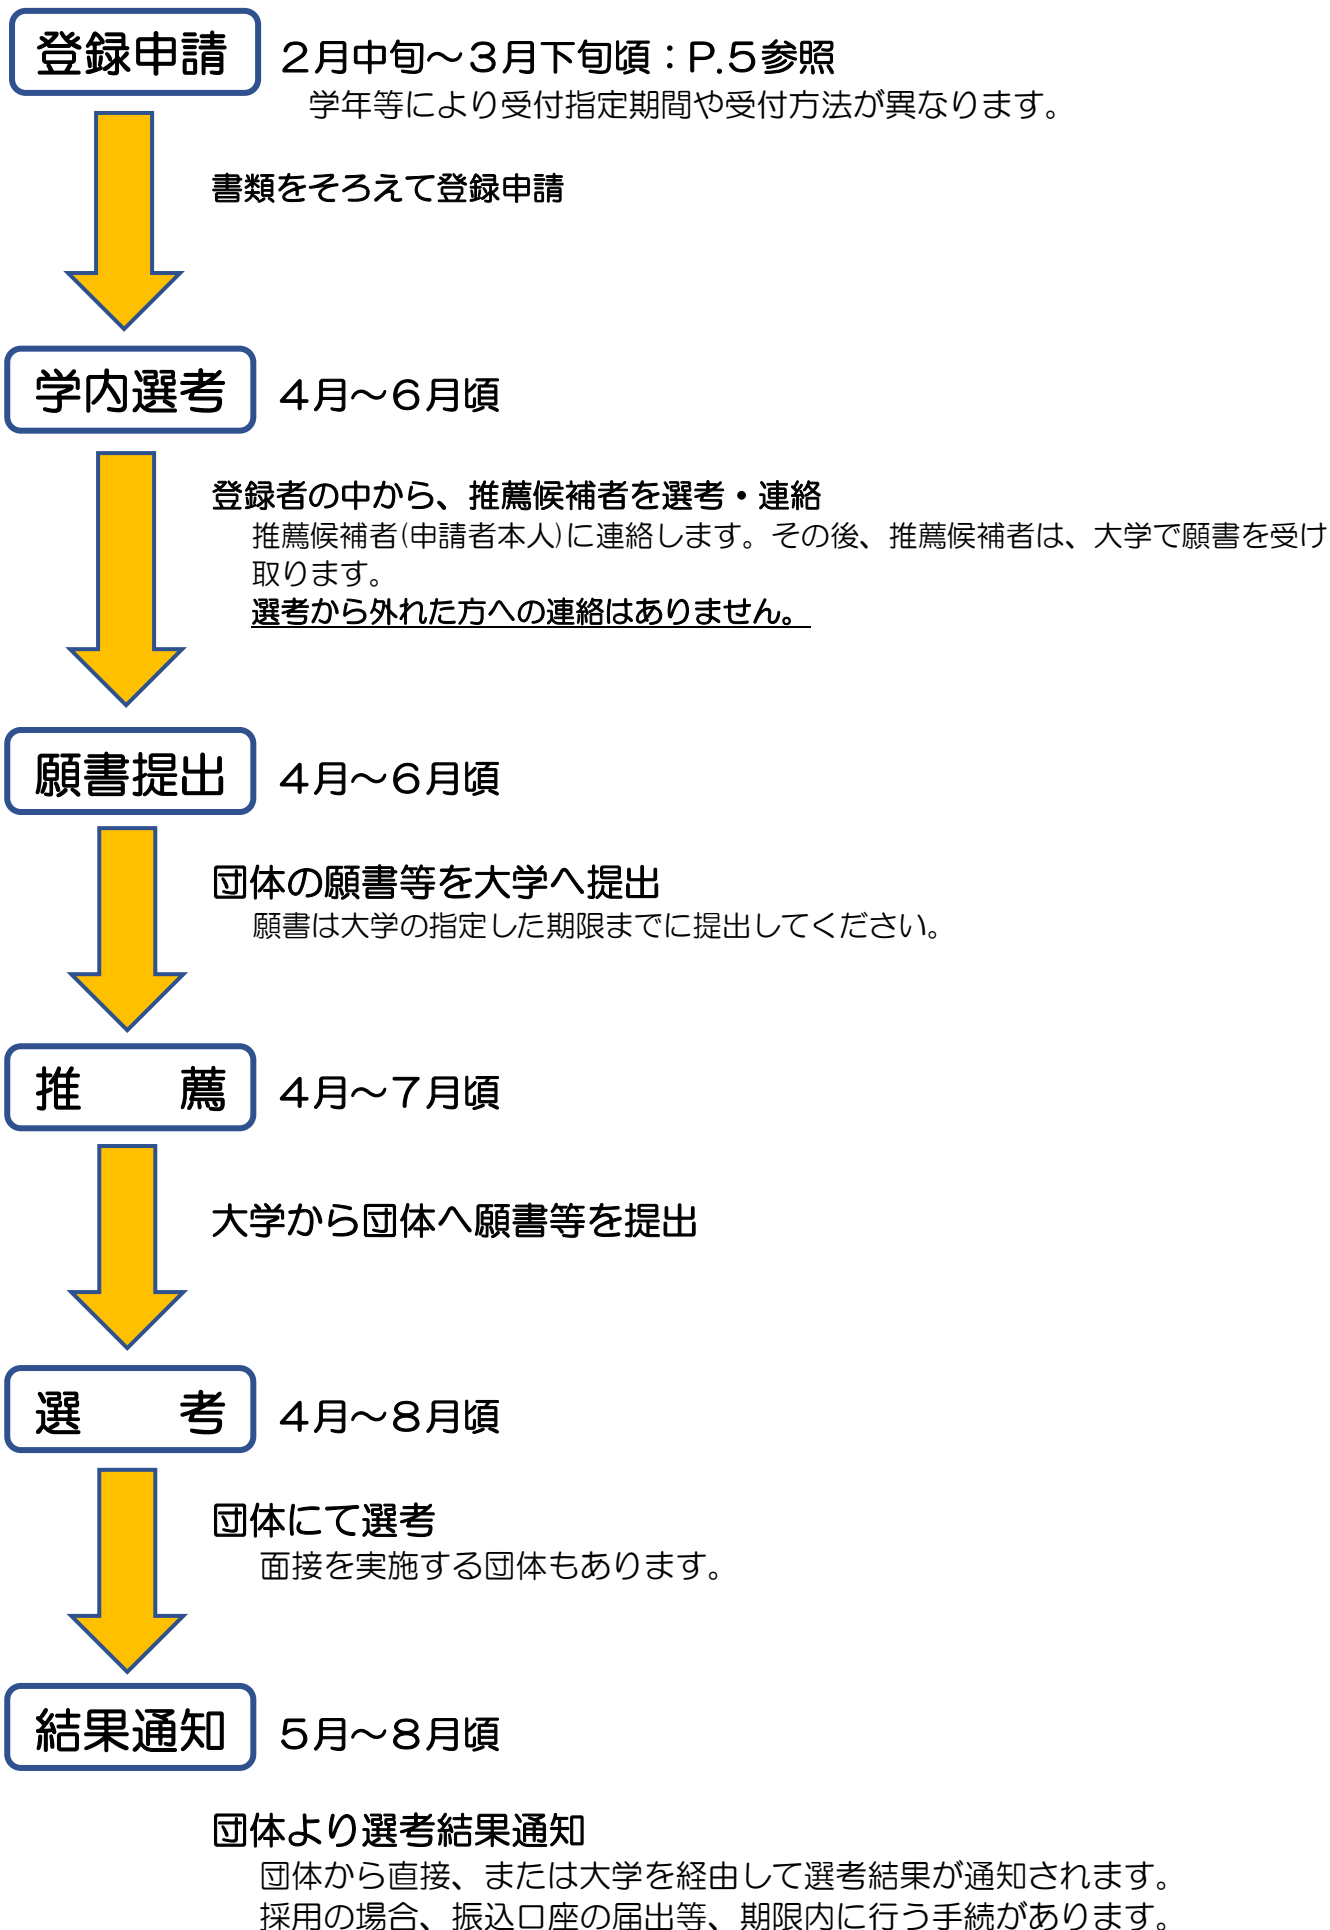 登録申請
２月中旬～３月下旬頃：P.５参照
学年等により受付指定期間や受付方法が異なります。
書類をそろえて登録申請
学内選考
４月～６月頃
登録者の中から、推薦候補者を選考・連絡
推薦候補者(申請者本人)に連絡します。その後、推薦候補者は、大学で願書を受け
取ります。
選考から外れた方への連絡はありません。
願書提出
４月～６月頃
団体の願書等を大学へ提出
願書は大学の指定した期限までに提出してください。
推　　薦
４月～７月頃
大学から団体へ願書等を提出
選　　考
４月～８月頃
団体にて選考
面接を実施する団体もあります。
結果通知
５月～８月頃
団体より選考結果通知
団体から直接、または大学を経由して選考結果が通知されます。
採用の場合、振込口座の届出等、期限内に行う手続があります。